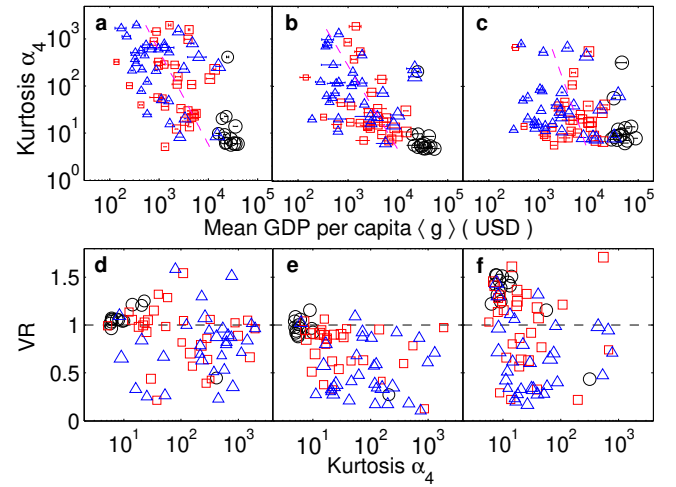 a b c
Kurtosis α₄
10³
10²
10¹
10⁰
10² 10³ 10⁴ 10⁵ 10² 10³ 10⁴ 10⁵ 10² 10³ 10⁴ 10⁵
Mean GDP per capita ⟨ g ⟩ ( USD )
d e f
VR
1.5
1
0.5
0
10¹ 10² 10³ 10¹ 10² 10³ 10¹ 10² 10³
Kurtosis α₄